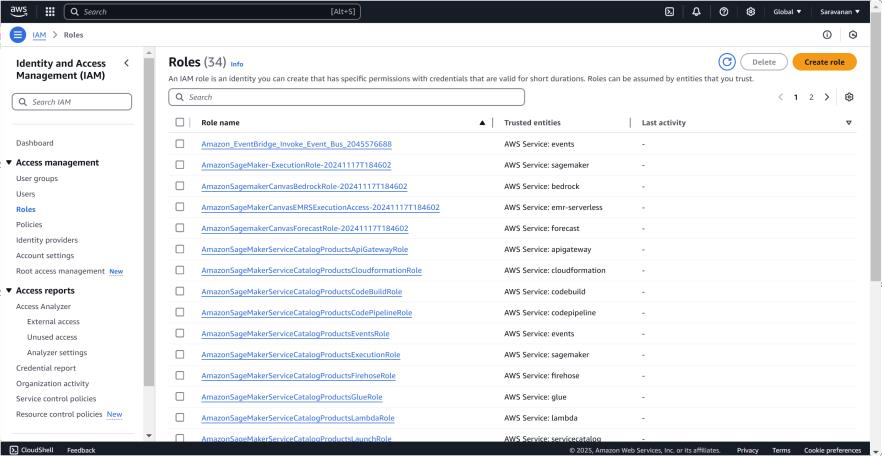 aws Search [Alt+S] Global ▼ Saravanan ▼
IAM > Roles
Identity and Access Management (IAM)
Search IAM
Dashboard
Access management
User groups
Users
Roles
Policies
Identity providers
Account settings
Root access management New
Access reports
Access Analyzer
External access
Unused access
Analyzer settings
Credential report
Organization activity
Service control policies
Resource control policies New
Roles (34) Info
Delete Create role
An IAM role is an identity you can create that has specific permissions with credentials that are valid for short durations. Roles can be assumed by entities that you trust.
Search
1 2
Role name Trusted entities Last activity
Amazon_EventBridge_Invoke_Event_Bus_2045576688 AWS Service: events -
AmazonSageMaker-ExecutionRole-20241117T184602 AWS Service: sagemaker -
AmazonSagemakerCanvasBedrockRole-20241117T184602 AWS Service: bedrock -
AmazonSageMakerCanvasEMRSExecutionAccess-20241117T184602 AWS Service: emr-serverless -
AmazonSagemakerCanvasForecastRole-20241117T184602 AWS Service: forecast -
AmazonSageMakerServiceCatalogProductsApiGatewayRole AWS Service: apigateway -
AmazonSageMakerServiceCatalogProductsCloudformationRole AWS Service: cloudformation -
AmazonSageMakerServiceCatalogProductsCodeBuildRole AWS Service: codebuild -
AmazonSageMakerServiceCatalogProductsCodePipelineRole AWS Service: codepipeline -
AmazonSageMakerServiceCatalogProductsEventsRole AWS Service: events -
AmazonSageMakerServiceCatalogProductsExecutionRole AWS Service: sagemaker -
AmazonSageMakerServiceCatalogProductsFirehoseRole AWS Service: firehose -
AmazonSageMakerServiceCatalogProductsGlueRole AWS Service: glue -
AmazonSageMakerServiceCatalogProductsLambdaRole AWS Service: lambda -
AmazonSageMakerServiceCatalogProductsLaunchRole AWS Service: servicecatalog -
CloudShell Feedback © 2025, Amazon Web Services, Inc. or its affiliates. Privacy Terms Cookie preferences